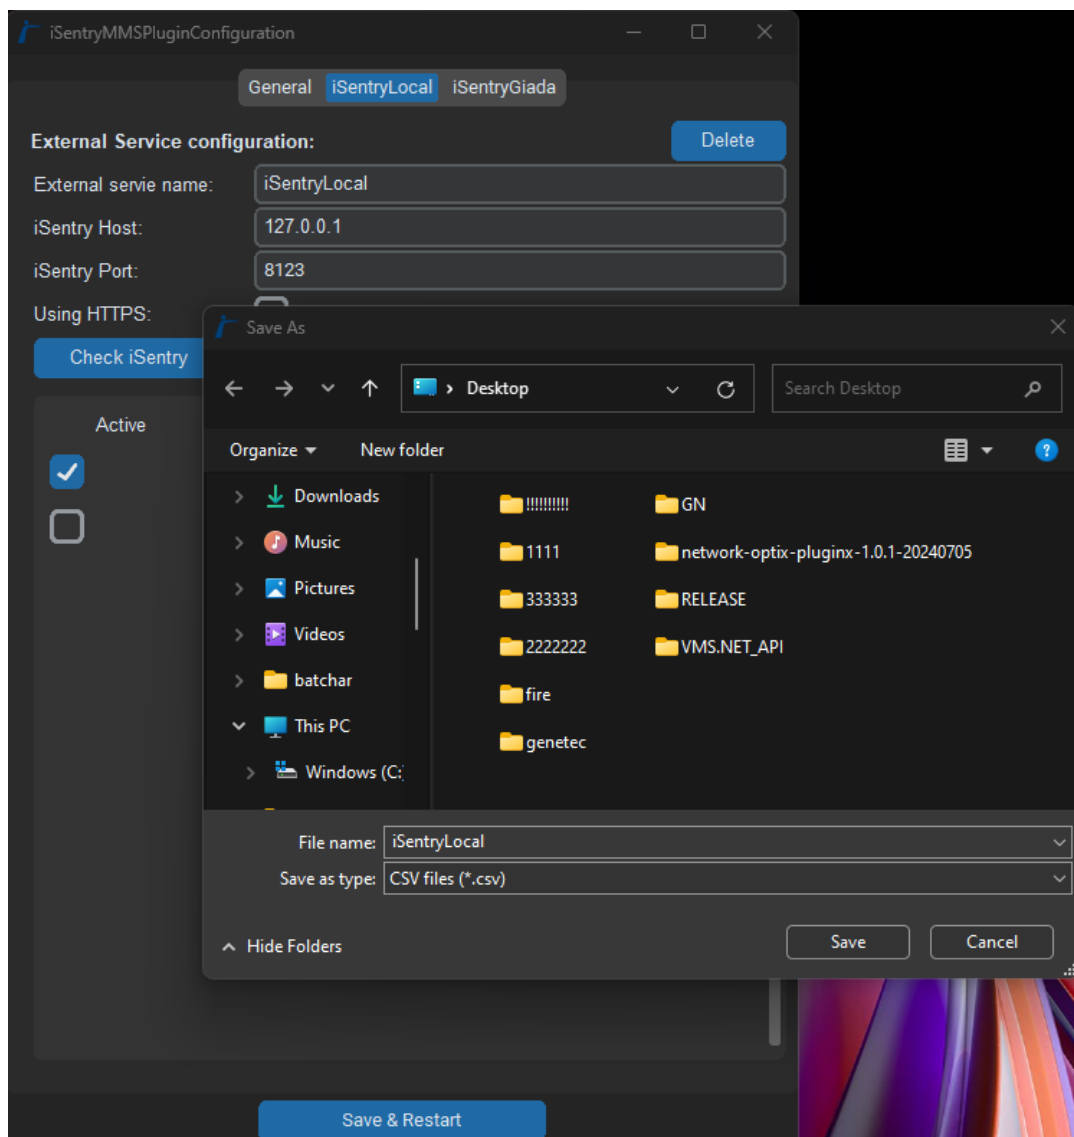 iSentryMMSPluginConfiguration
General iSentryLocal iSentryGiada
External Service configuration: Delete
External servie name: iSentryLocal
iSentry Host: 127.0.0.1
iSentry Port: 8123
Using HTTPS:
Check iSentry
Active
Save As
Desktop
Search Desktop
Organize New folder
Downloads
Music
Pictures
Videos
batchar
This PC
Windows (C:
!!!!!!!!!! GN
1111 network-optix-pluginx-1.0.1-20240705
333333 RELEASE
2222222 VMS.NET_API
fire
genetec
File name: iSentryLocal
Save as type: CSV files (*.csv)
Hide Folders Save Cancel
Save & Restart